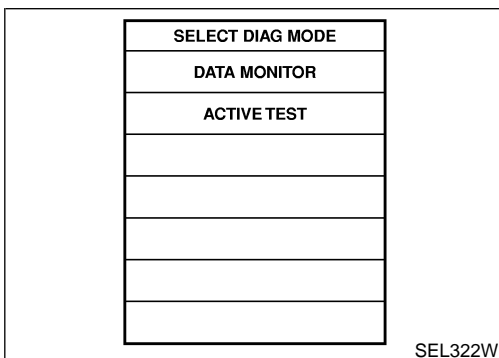 SELECT DIAG MODE
DATA MONITOR
ACTIVE TEST
SEL322W